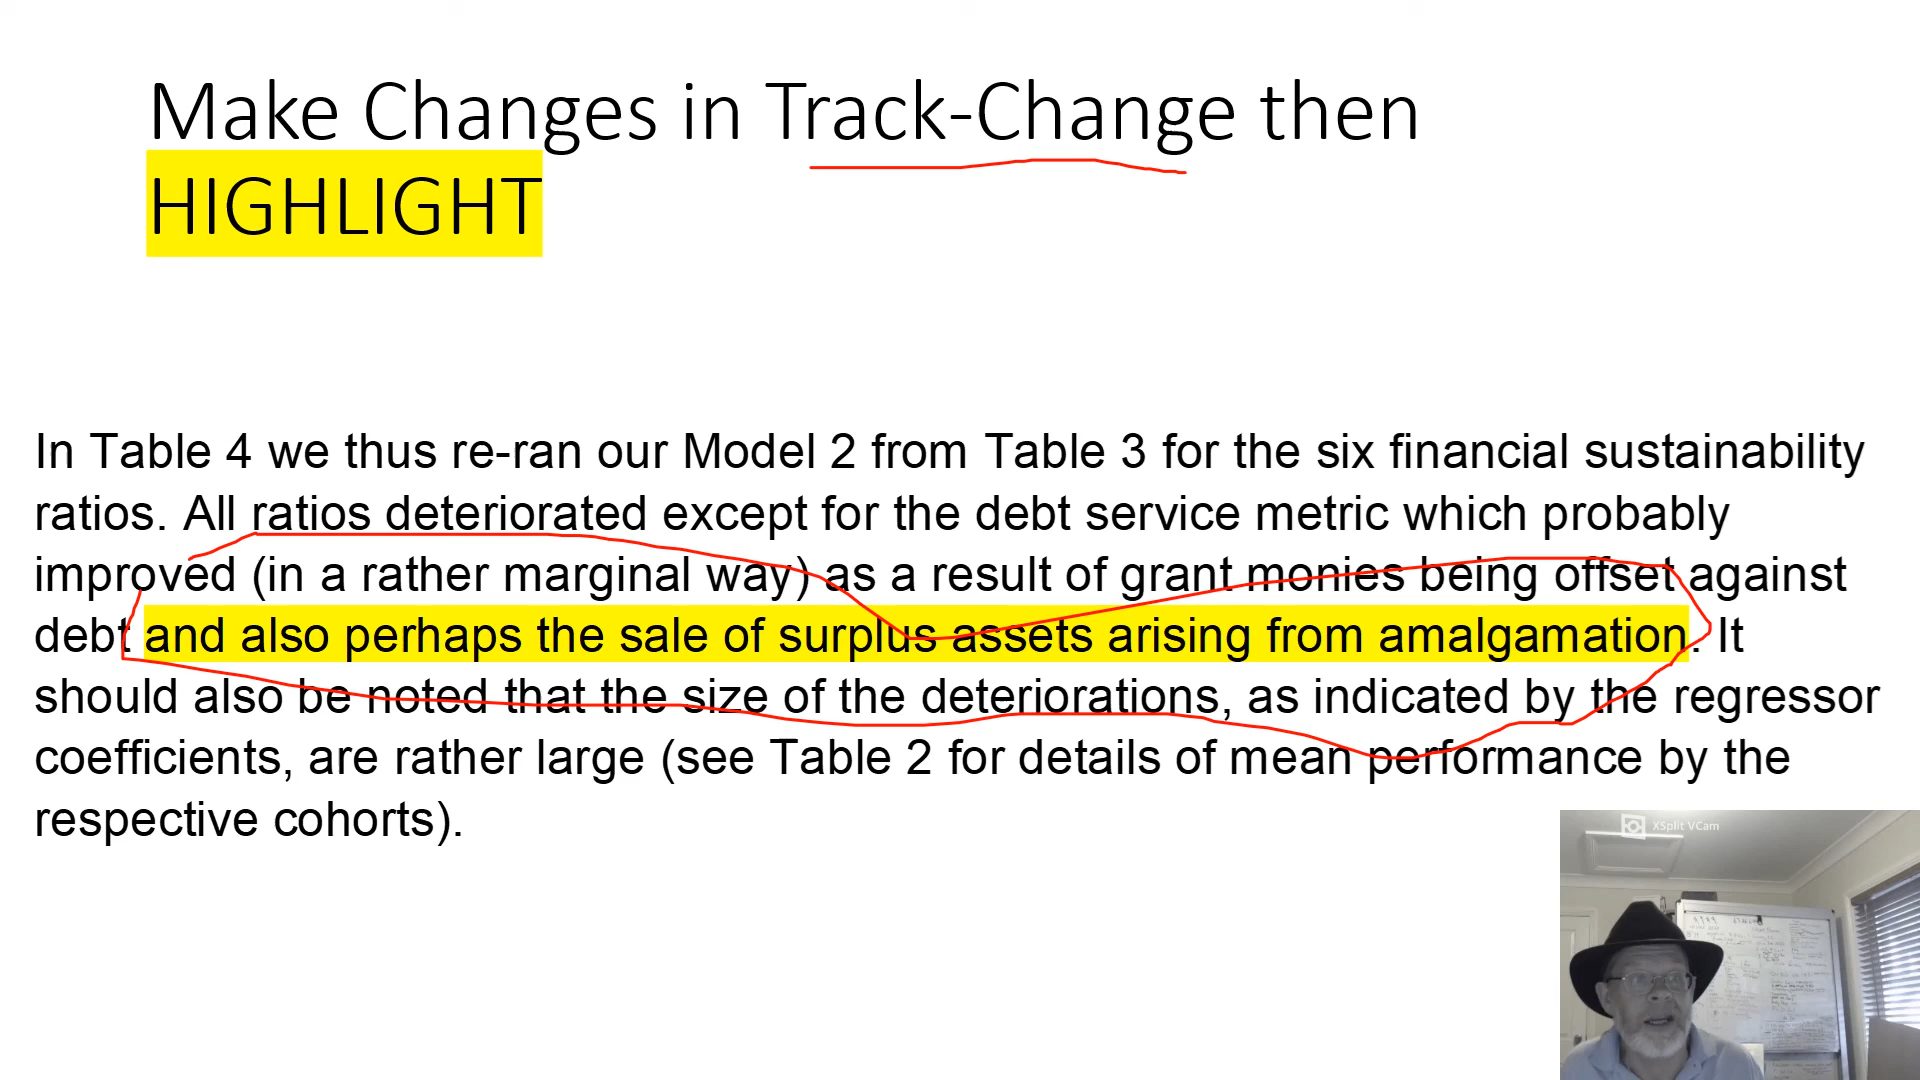 Make Changes in Track-Change then
HIGHLIGHT
In Table 4 we thus re-ran our Model 2 from Table 3 for the six financial sustainability
ratios. All ratios deteriorated except for the debt service metric which probably
improved (in a rather marginal way) as a result of grant monies being offset against
debt and also perhaps the sale of surplus assets arising from amalgamation. It
should also be noted that the size of the deteriorations, as indicated by the regressor
coefficients, are rather large (see Table 2 for details of mean performance by the
respective cohorts).
XSplit VCam